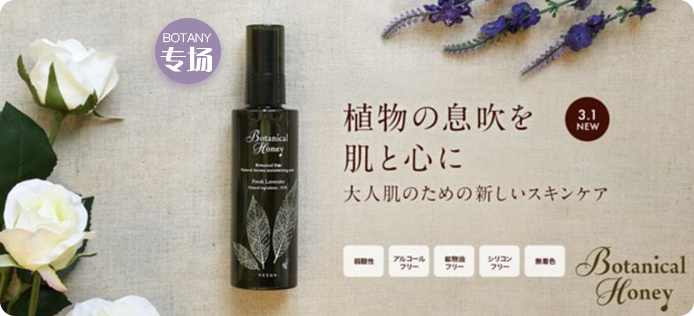 BOTANY
专场
Botanical
Honey
Fresh Lavender
植物の息吹を
肌と心に
大人肌のための新しいスキンケア
3.1
NEW
弱酸性
アルコール
フリー
鉱物油
フリー
シリコン
フリー
無着色
Botanical
Honey